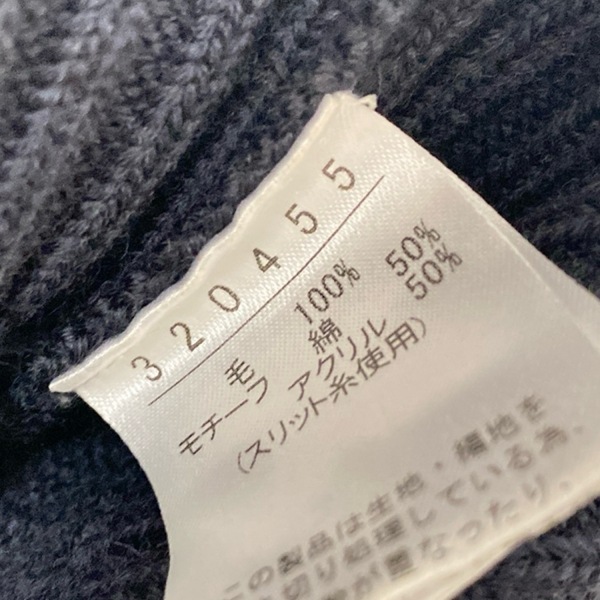 320455
毛 100%
モチーフ 綿 50%
アクリル 50%
(スリット糸使用)
この製品は生地・編地を
切り処理している為、
が重なったり、